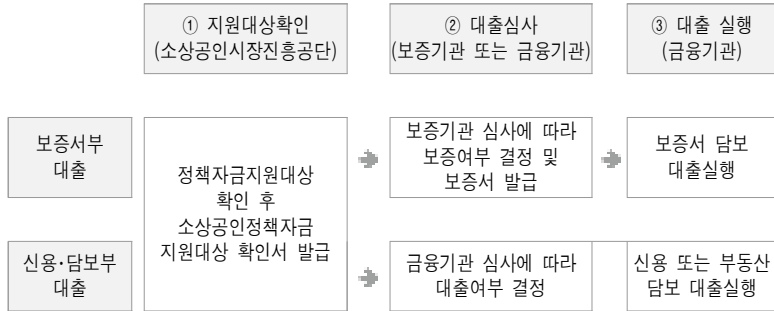 ① 지원대상확인
(소상공인시장진흥공단)
② 대출심사
(보증기관 또는 금융기관)
③ 대출 실행
(금융기관)
보증서부
대출
정책자금지원대상
확인 후
소상공인정책자금
지원대상 확인서 발급
보증기관 심사에 따라
보증여부 결정 및
보증서 발급
보증서 담보
대출실행
신용·담보부
대출
금융기관 심사에 따라
대출여부 결정
신용 또는 부동산
담보 대출실행